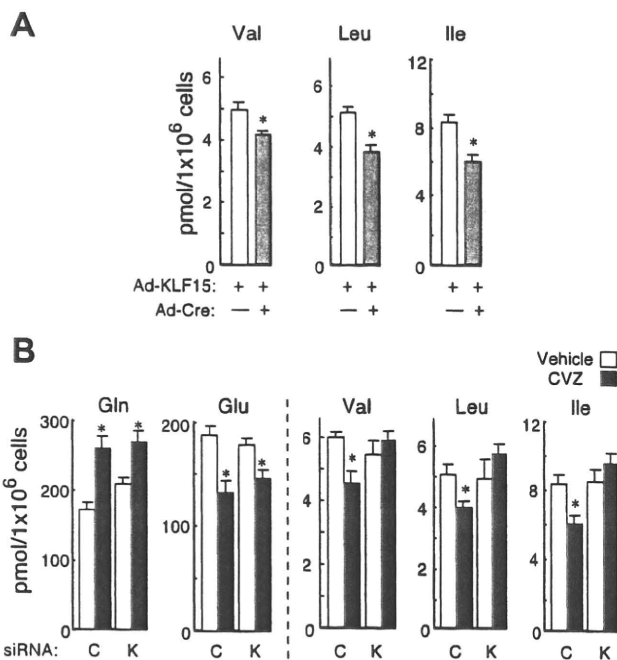 A
Val Leu Ile
pmol/1x10⁶ cells
6 6 12
4 4 8
2 2 4
0 0 0
Ad-KLF15: + + + + + +
Ad-Cre: — + — + — +
* * *
B
Vehicle
CVZ
Gln Glu Val Leu Ile
pmol/1x10⁶ cells
300 200 6 6 12
200 4 4 8
100 100 2 2 4
0 0 0 0 0
* * * * * * *
siRNA: C K C K C K C K C K